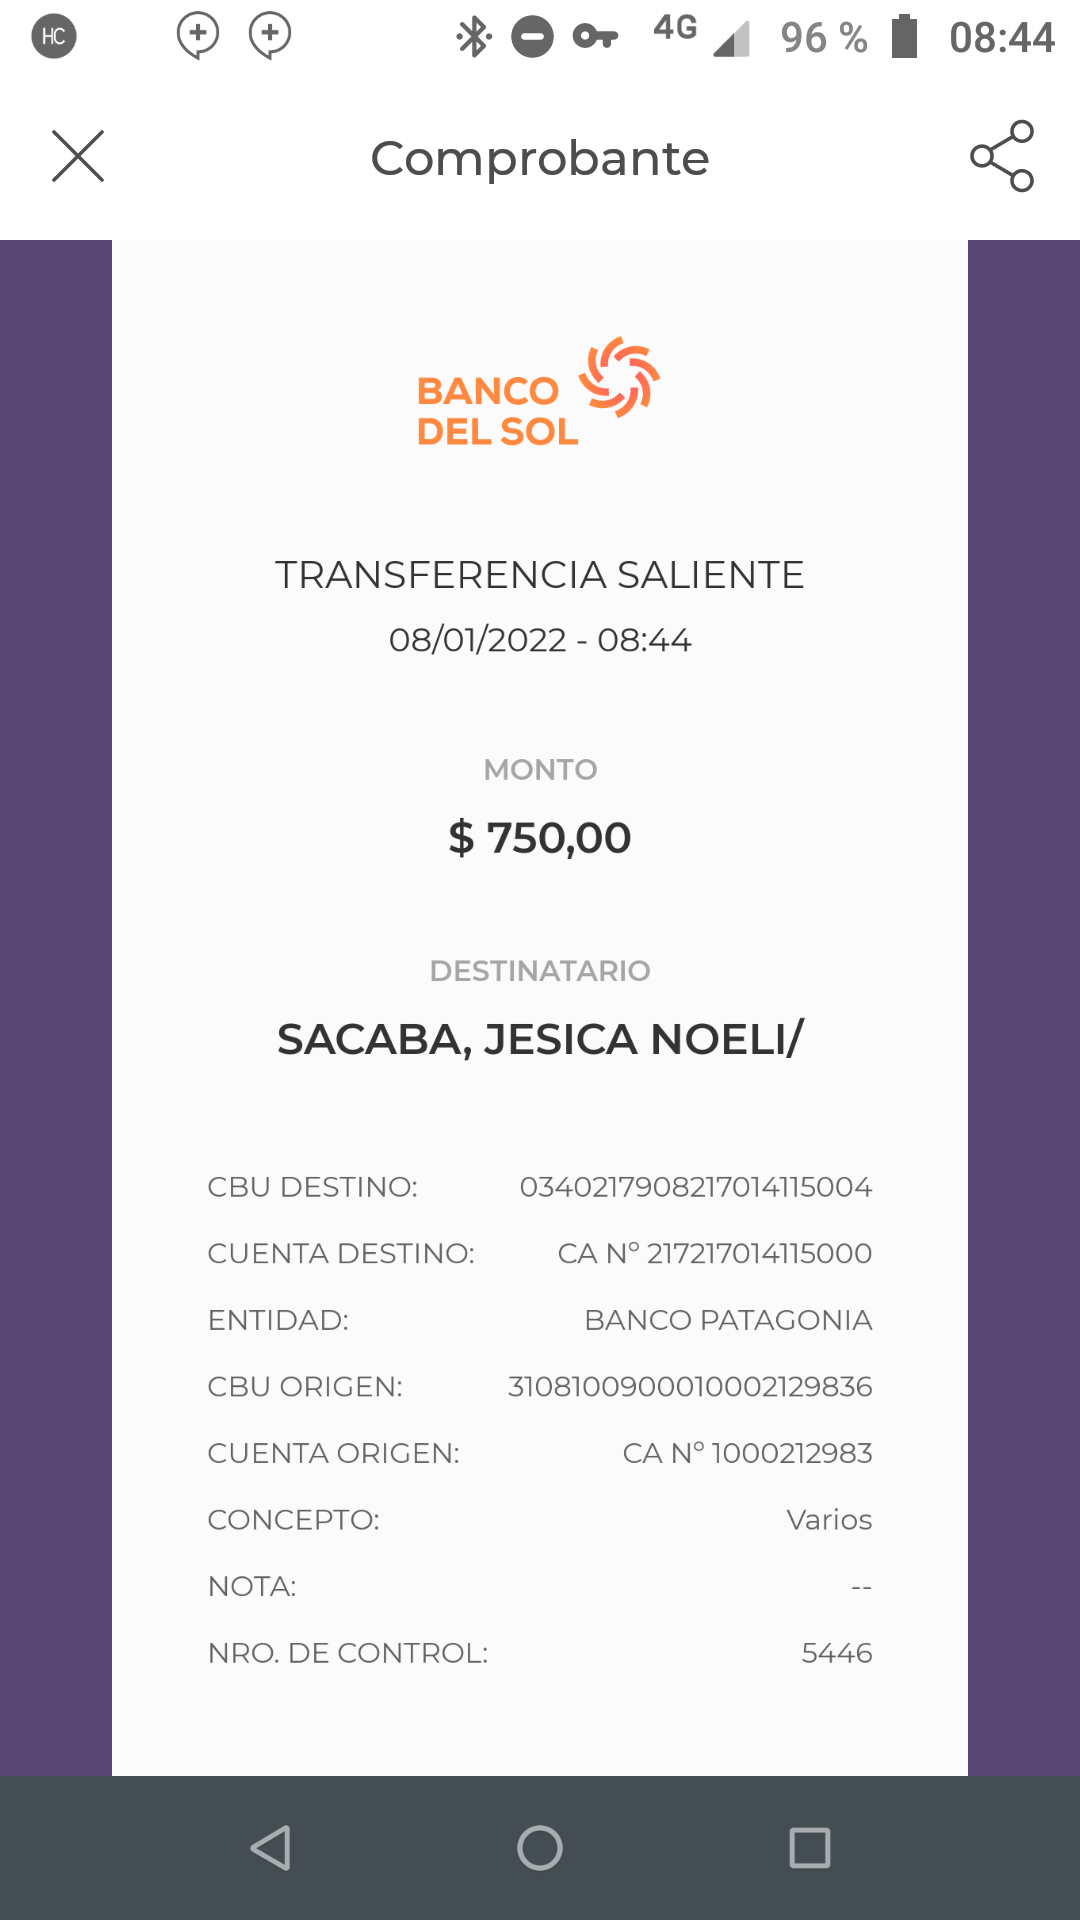 HC 4G 96 % 08:44
Comprobante
BANCO
DEL SOL
TRANSFERENCIA SALIENTE
08/01/2022 - 08:44
MONTO
$ 750,00
DESTINATARIO
SACABA, JESICA NOELI/
CBU DESTINO: 0340217908217014115004
CUENTA DESTINO: CA Nº 217217014115000
ENTIDAD: BANCO PATAGONIA
CBU ORIGEN: 3108100900010002129836
CUENTA ORIGEN: CA Nº 1000212983
CONCEPTO: Varios
NOTA: --
NRO. DE CONTROL: 5446